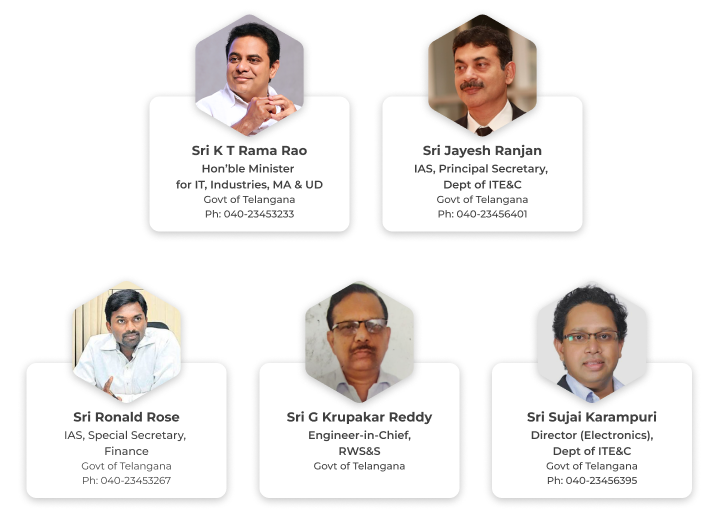 Sri K T Rama Rao
Hon'ble Minister
for IT, Industries, MA & UD
Govt of Telangana
Ph: 040-23453233
Sri Jayesh Ranjan
IAS, Principal Secretary,
Dept of ITE&C
Govt of Telangana
Ph: 040-23456401
Sri Ronald Rose
IAS, Special Secretary,
Finance
Govt of Telangana
Ph: 040-23453267
Sri G Krupakar Reddy
Engineer-in-Chief,
RWS&S
Govt of Telangana
Sri Sujai Karampuri
Director (Electronics),
Dept of ITE&C
Govt of Telangana
Ph: 040-23456395